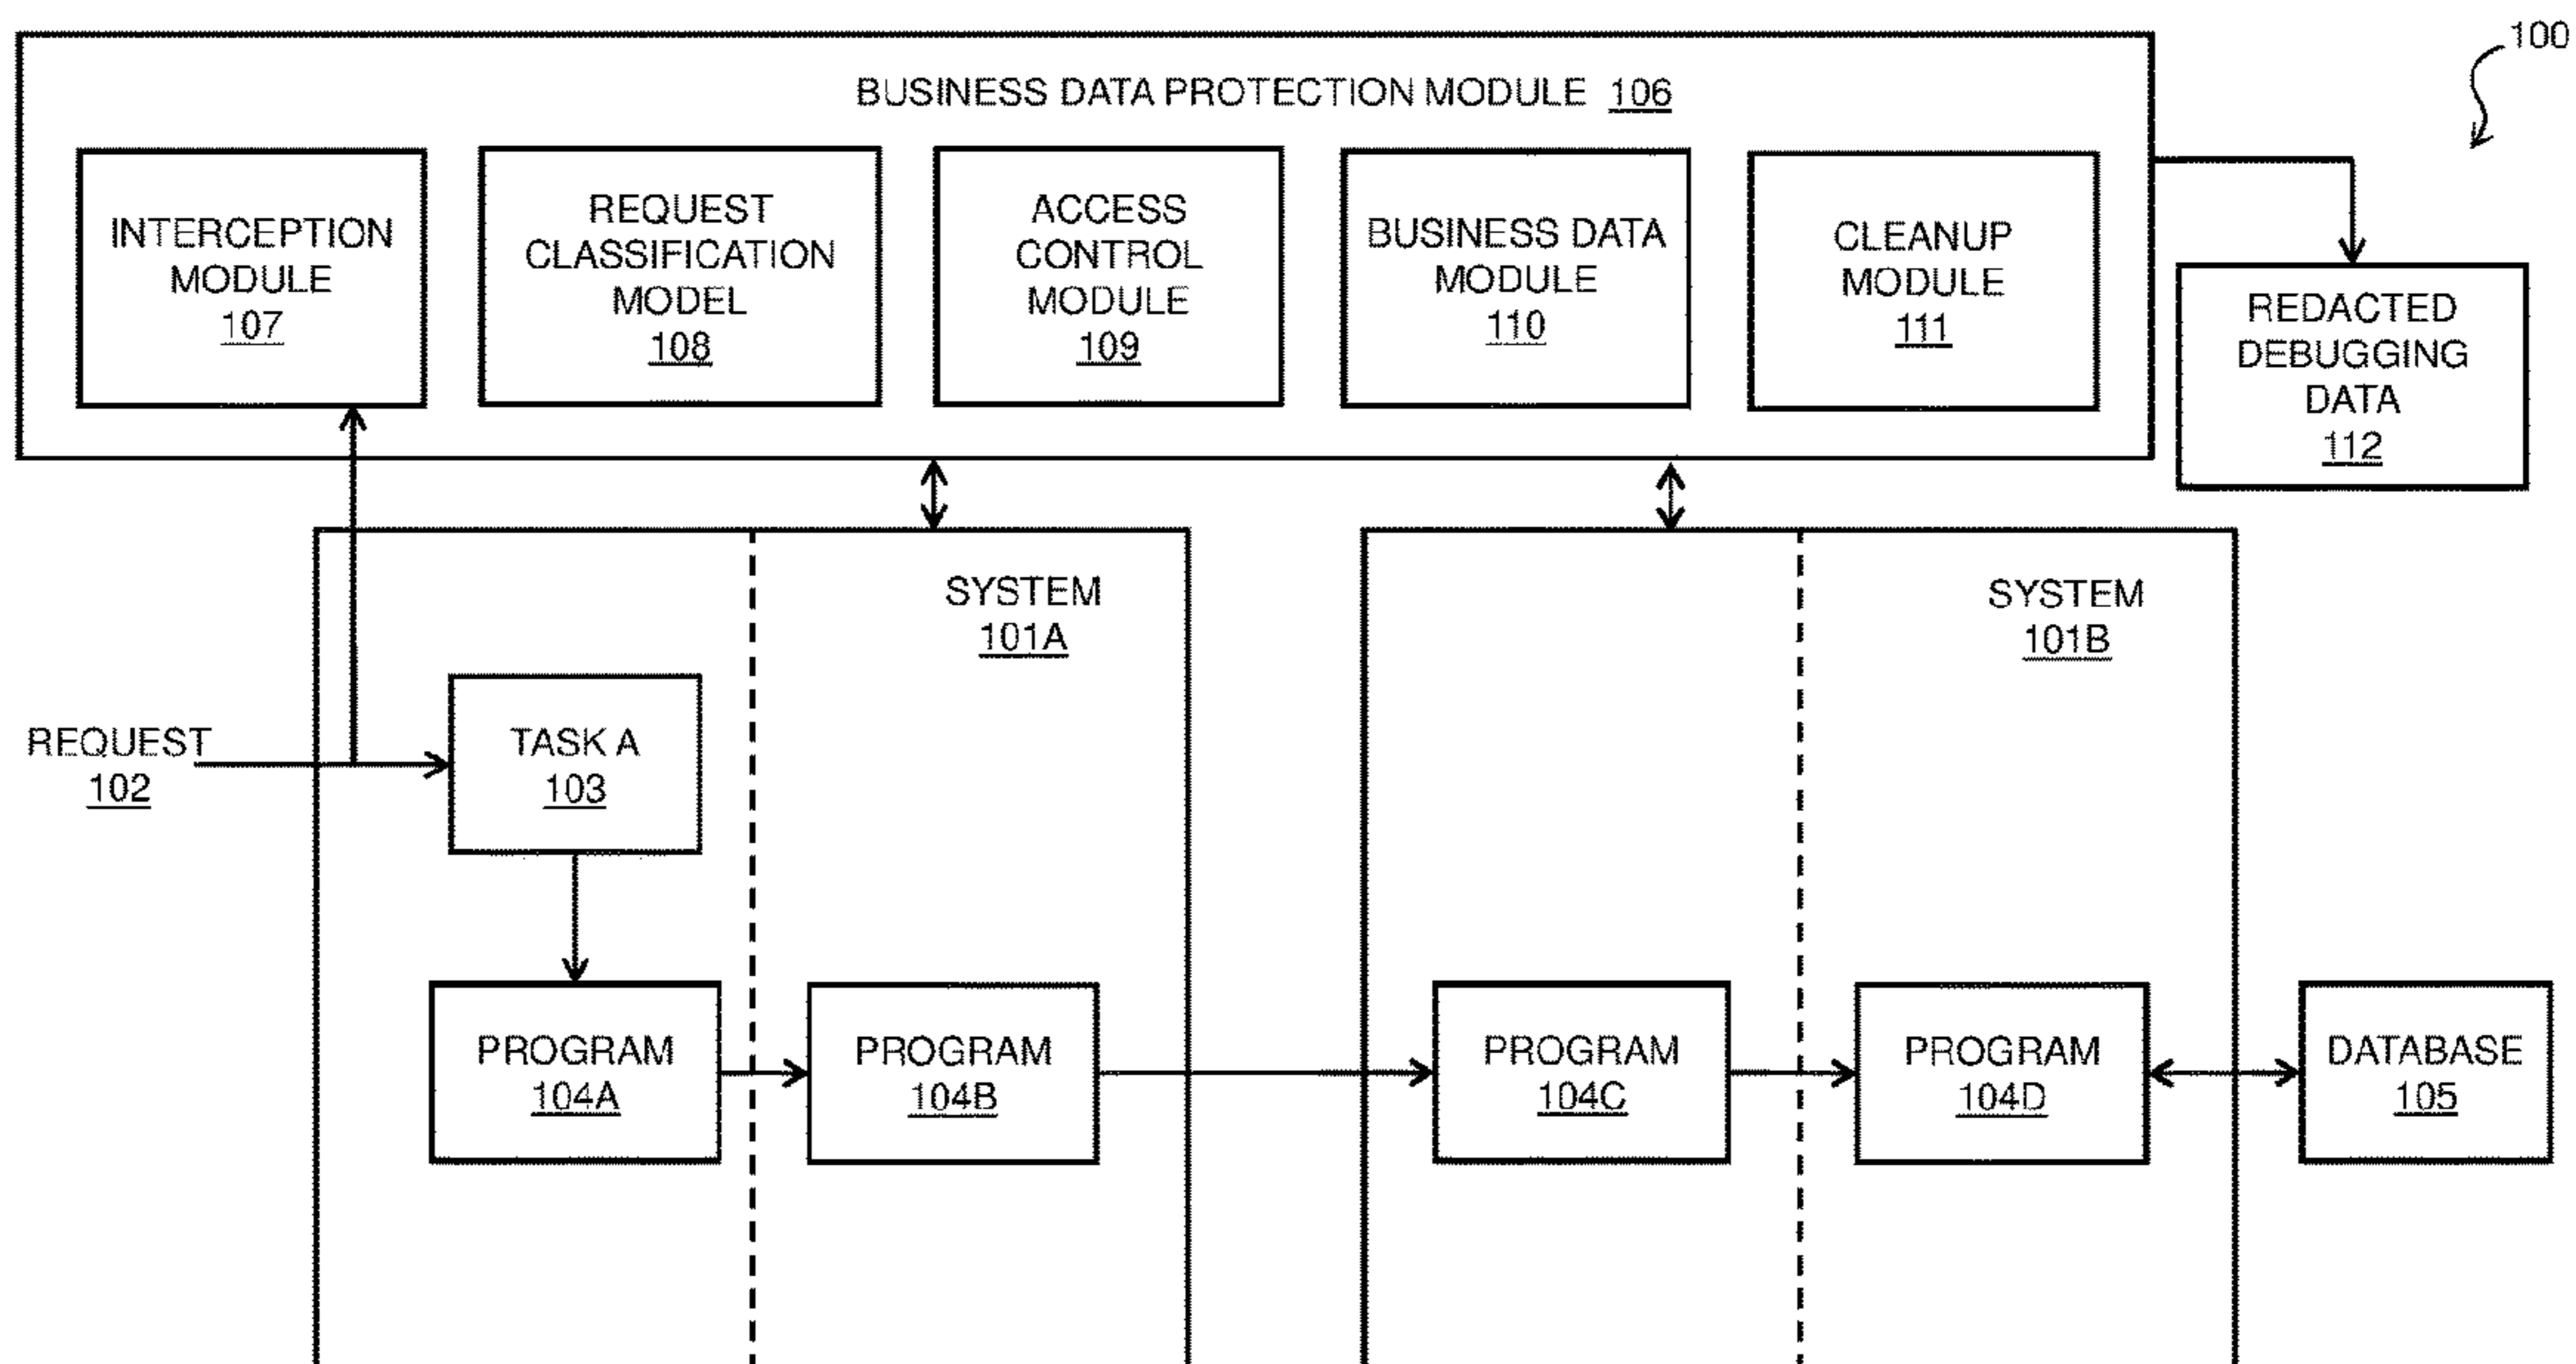 100
BUSINESS DATA PROTECTION MODULE 106
INTERCEPTION
MODULE
107
REQUEST
CLASSIFICATION
MODEL
108
ACCESS
CONTROL
MODULE
109
BUSINESS DATA
MODULE
110
CLEANUP
MODULE
111
REDACTED
DEBUGGING
DATA
112
SYSTEM
101A
SYSTEM
101B
REQUEST
102
TASK A
103
PROGRAM
104A
PROGRAM
104B
PROGRAM
104C
PROGRAM
104D
DATABASE
105